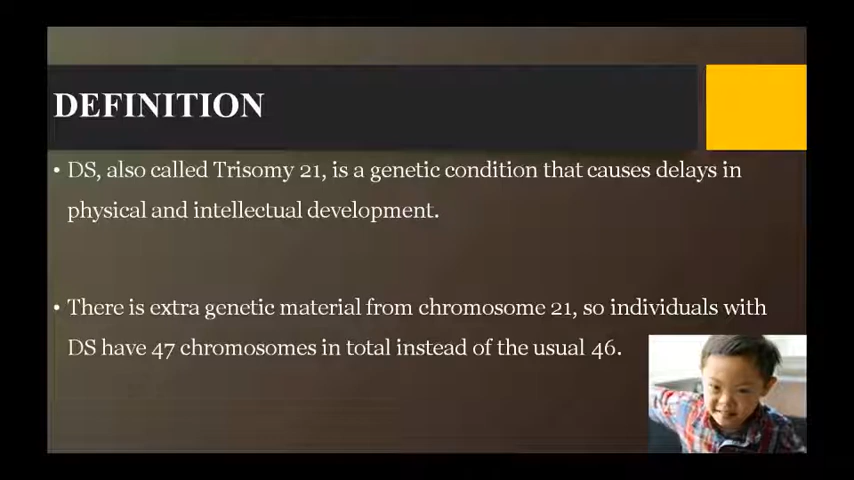 DEFINITION
• DS, also called Trisomy 21, is a genetic condition that causes delays in
physical and intellectual development.
• There is extra genetic material from chromosome 21, so individuals with
DS have 47 chromosomes in total instead of the usual 46.